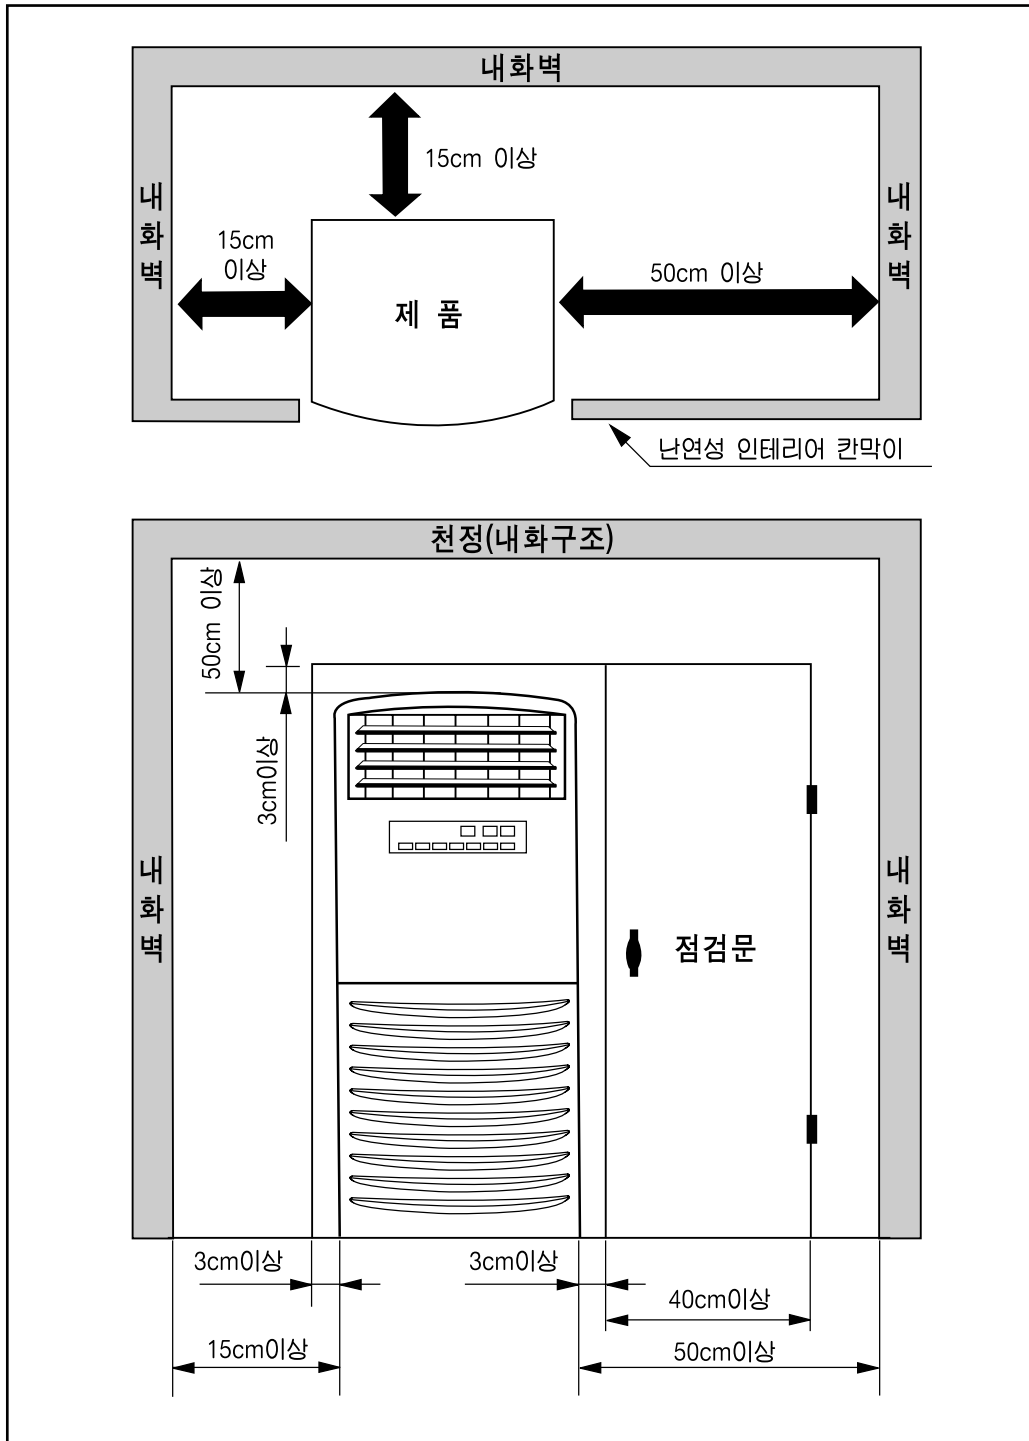 내화벽
15cm 이상
내화벽
내화벽
15cm
이상
50cm 이상
제 품
난연성 인테리어 칸막이
천정(내화구조)
50cm 이상
3cm이상
내화벽
내화벽
점검문
3cm이상
3cm이상
40cm이상
15cm이상
50cm이상